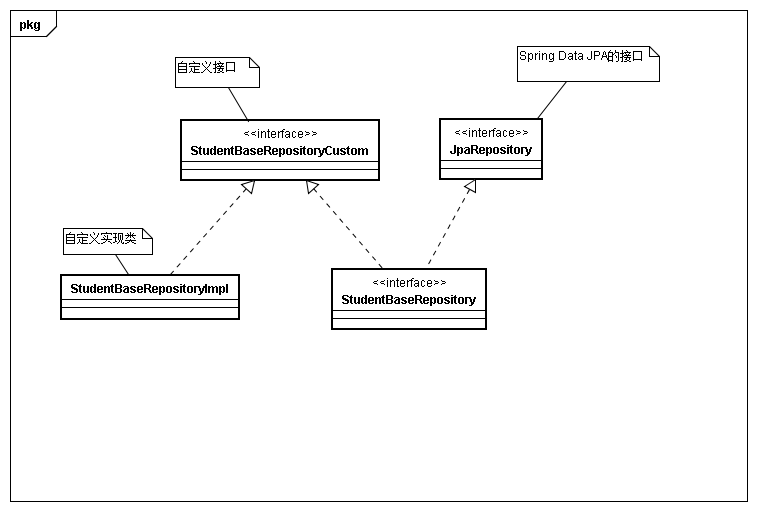 pkg
自定义接口
Spring Data JPA的接口
<<interface>>
StudentBaseRepositoryCustom
<<interface>>
JpaRepository
自定义实现类
StudentBaseRepositoryImpl
<<interface>>
StudentBaseRepository